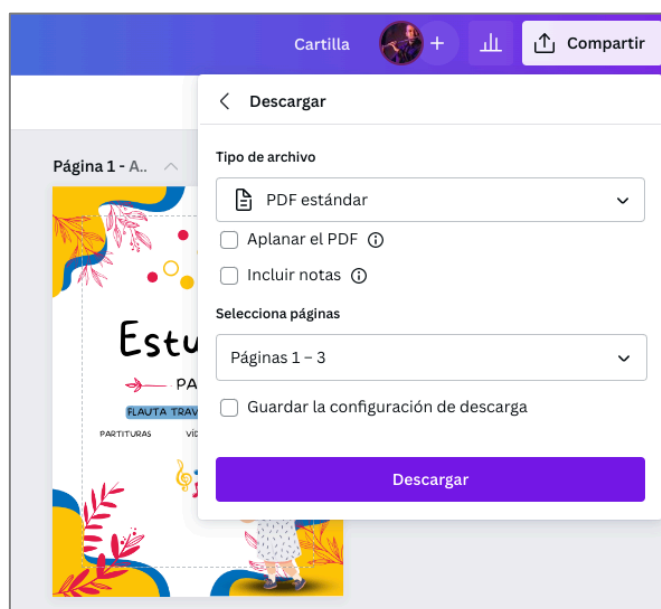 Cartilla
Compartir
Descargar
Tipo de archivo
PDF estándar
Aplanar el PDF
Incluir notas
Selecciona páginas
Páginas 1 – 3
Guardar la configuración de descarga
Descargar
Página 1 - A..
Estu
PA
FLAUTA TRAV
PARTITURAS